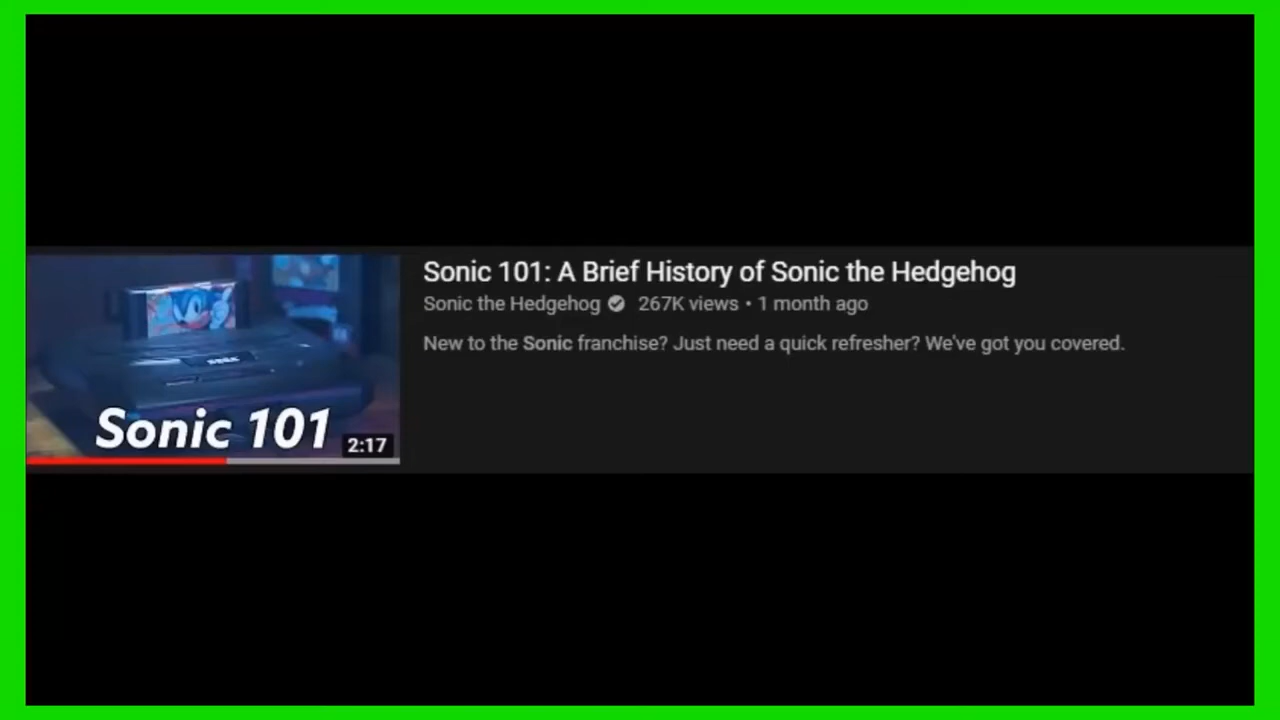 Sonic 101: A Brief History of Sonic the Hedgehog
Sonic the Hedgehog 267K views • 1 month ago
New to the Sonic franchise? Just need a quick refresher? We've got you covered.
SEGA
Sonic 101
2:17